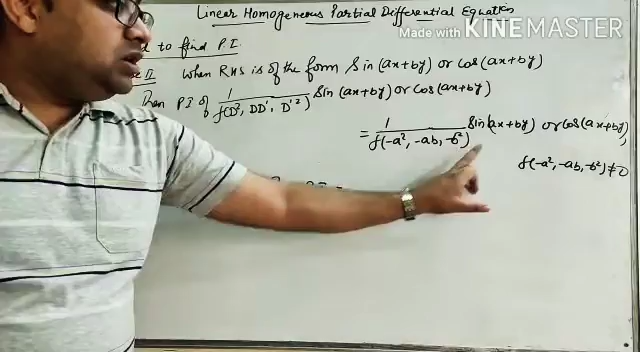 Linear Homogeneous Partial Differential Equation
Made with KINEMASTER
d to find P.I.
II when RHS is of the form Sin (ax+by) or Cos(ax+by)
Then PI of 1/f(D², DD', D'²) Sin (ax+by) or Cos (ax+by)
= 1/f(-a², -ab, -b²) Sin(ax+by) or Cos(ax+by),
f(-a², -ab, -b²) ≠ 0